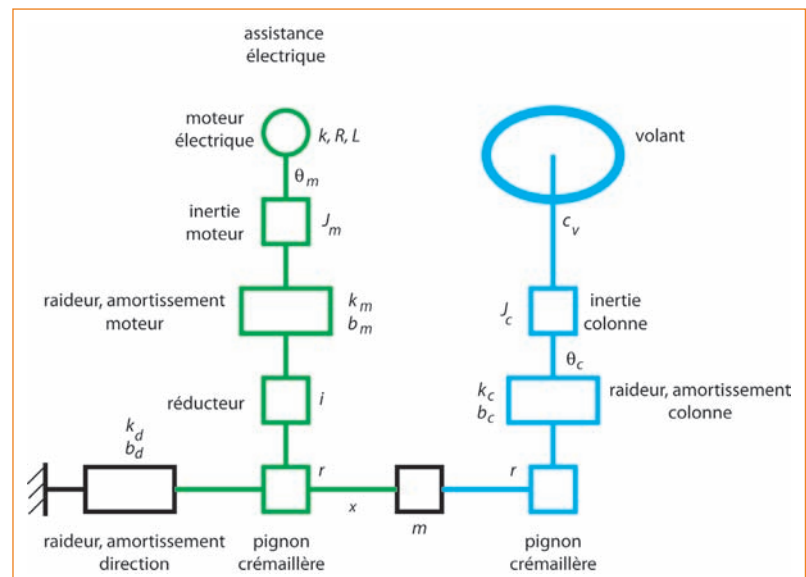 assistance
électrique
moteur
électrique
k, R, L
volant
θm
inertie
moteur
Jm
cv
raideur, amortissement
moteur
km
bm
Jc
inertie
colonne
θc
réducteur
i
kc
bc
raideur, amortissement
colonne
kd
bd
r
x
r
m
raideur, amortissement
direction
pignon
crémaillère
pignon
crémaillère